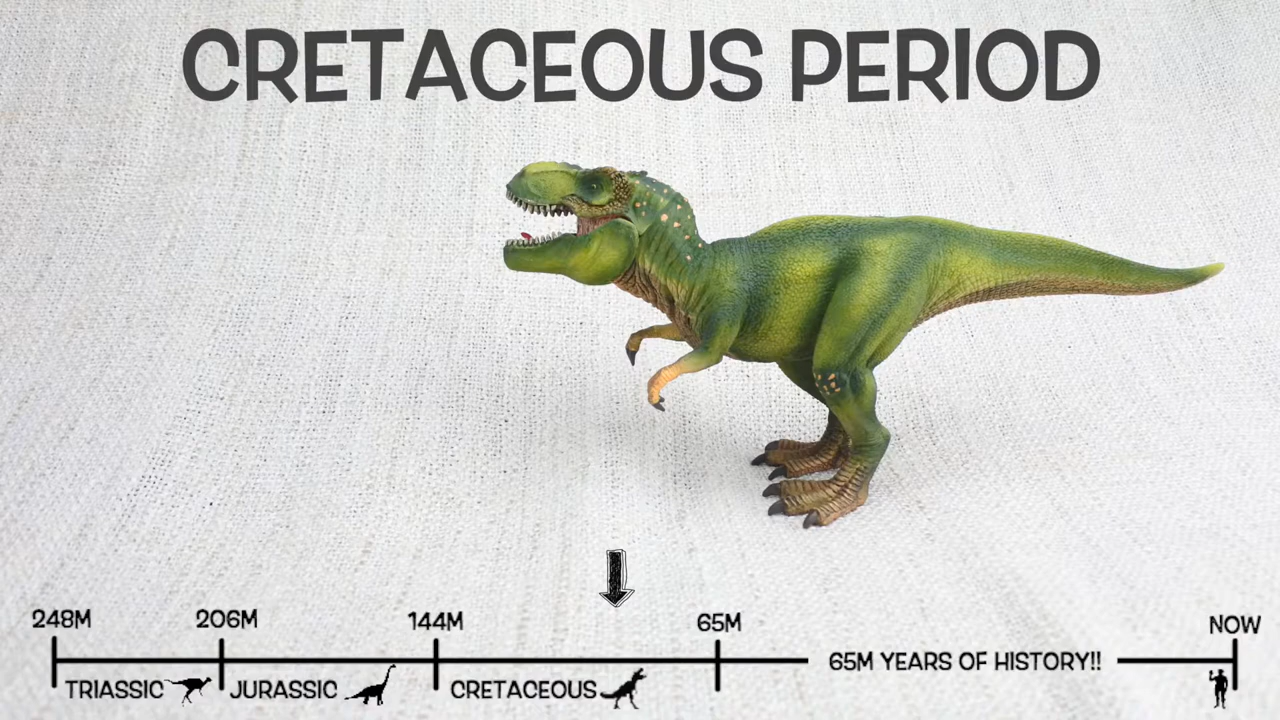 CRETACEOUS PERIOD
248M 206M 144M 65M NOW
65M YEARS OF HISTORY!!
TRIASSIC JURASSIC CRETACEOUS